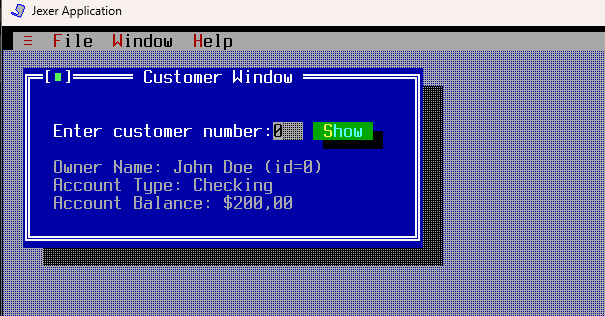 Jexer Application
≡ File Window Help
[■] Customer Window
Enter customer number:0 Show
Owner Name: John Doe (id=0)
Account Type: Checking
Account Balance: $200,00